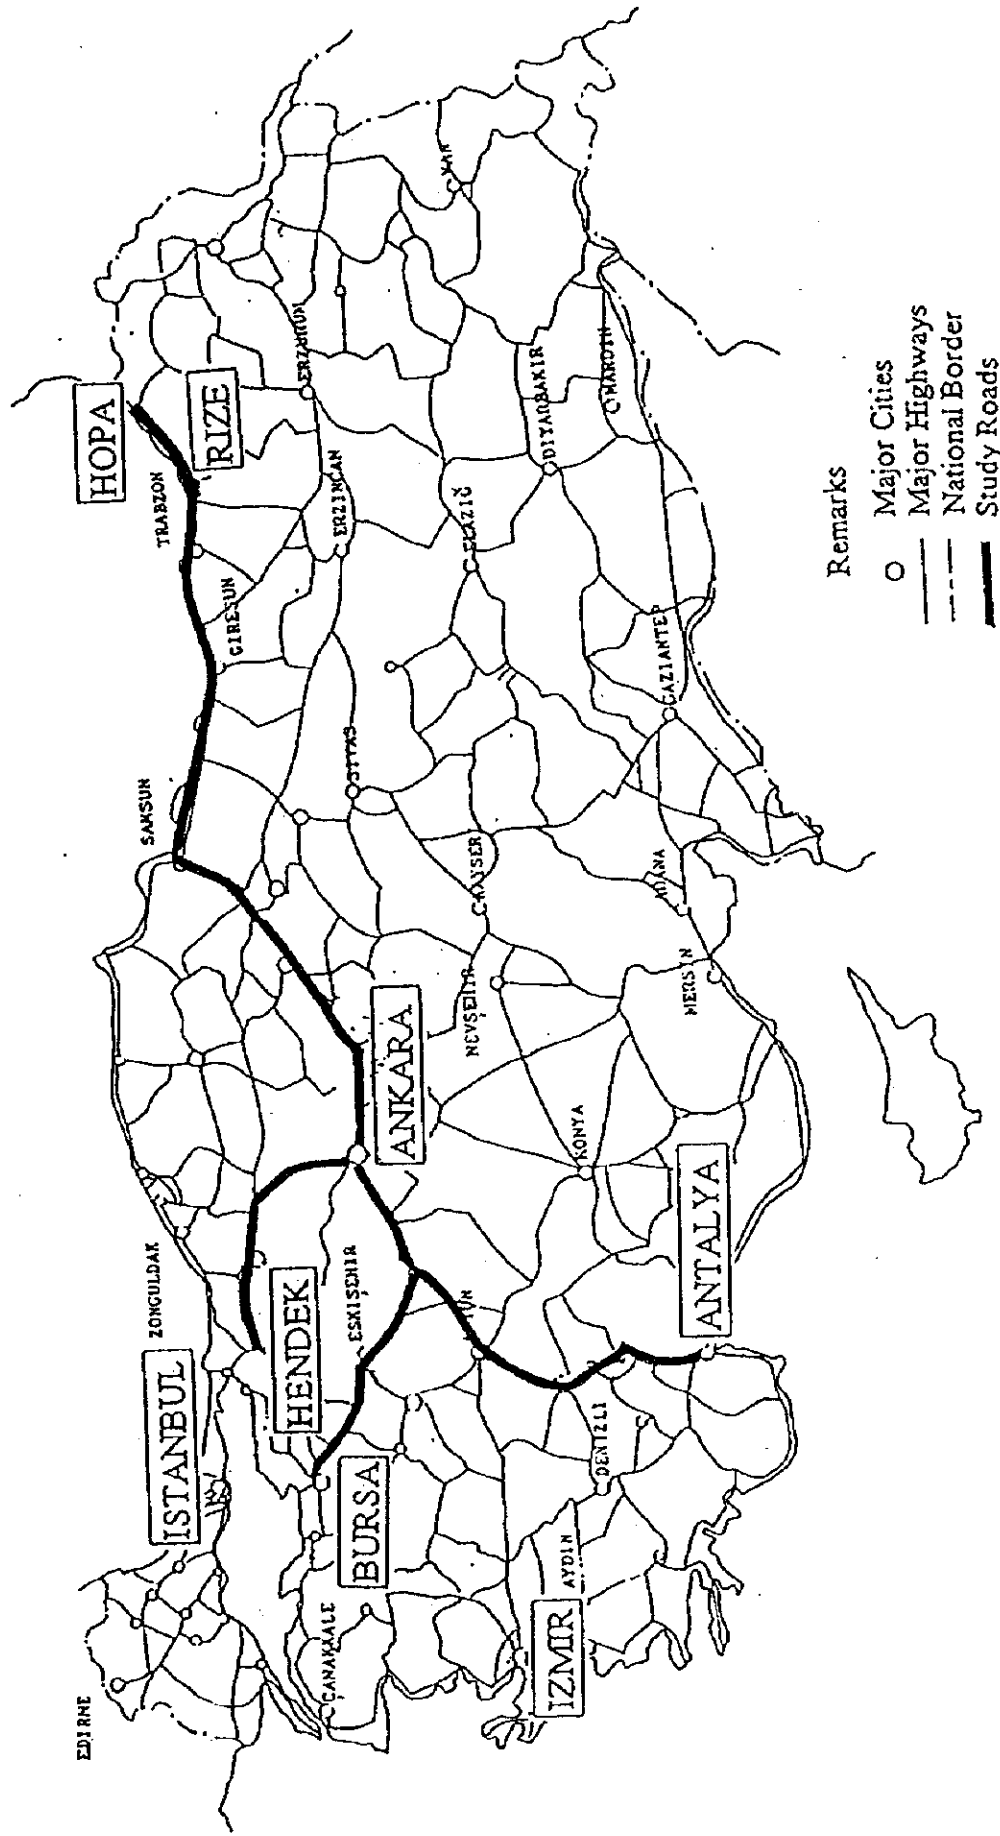 EDIRNE
ISTANBUL
ZONGULDAK
SAMSUN
GIRESUN
TRABZON
HOPA
RIZE
ÇANAKKALE
BURSA
HENDEK
ESKIŞEHIR
ANKARA
SIVAS
ERZINCAN
ERZURUM
VAN
IZMIR
AYDIN
DENIZLI
KONYA
NEVŞEHIR
ELAZIĞ
DIYARBAKIR
MARDIN
ANTALYA
MERSIN
ADANA
GAZIANTEP
Remarks
Major Cities
Major Highways
National Border
Study Roads